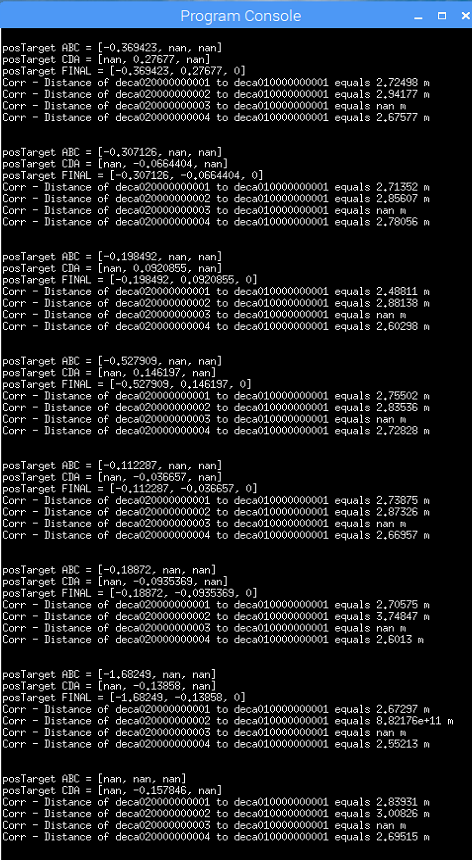 Program Console
posTarget ABC = [-0.369423, nan, nan]
posTarget CDA = [nan, 0.27677, nan]
posTarget FINAL = [-0.369423, 0.27677, 0]
Corr - Distance of deca020000000001 to deca010000000001 equals 2.72498 m
Corr - Distance of deca020000000002 to deca010000000001 equals 2.94177 m
Corr - Distance of deca020000000003 to deca010000000001 equals nan m
Corr - Distance of deca020000000004 to deca010000000001 equals 2.67577 m
posTarget ABC = [-0.307126, nan, nan]
posTarget CDA = [nan, -0.0664404, nan]
posTarget FINAL = [-0.307126, -0.0664404, 0]
Corr - Distance of deca020000000001 to deca010000000001 equals 2.71352 m
Corr - Distance of deca020000000002 to deca010000000001 equals 2.85607 m
Corr - Distance of deca020000000003 to deca010000000001 equals nan m
Corr - Distance of deca020000000004 to deca010000000001 equals 2.78056 m
posTarget ABC = [-0.198492, nan, nan]
posTarget CDA = [nan, 0.0920855, nan]
posTarget FINAL = [-0.198492, 0.0920855, 0]
Corr - Distance of deca020000000001 to deca010000000001 equals 2.48811 m
Corr - Distance of deca020000000002 to deca010000000001 equals 2.88138 m
Corr - Distance of deca020000000003 to deca010000000001 equals nan m
Corr - Distance of deca020000000004 to deca010000000001 equals 2.60298 m
posTarget ABC = [-0.527909, nan, nan]
posTarget CDA = [nan, 0.146197, nan]
posTarget FINAL = [-0.527909, 0.146197, 0]
Corr - Distance of deca020000000001 to deca010000000001 equals 2.75502 m
Corr - Distance of deca020000000002 to deca010000000001 equals 2.83536 m
Corr - Distance of deca020000000003 to deca010000000001 equals nan m
Corr - Distance of deca020000000004 to deca010000000001 equals 2.72828 m
posTarget ABC = [-0.112287, nan, nan]
posTarget CDA = [nan, -0.036657, nan]
posTarget FINAL = [-0.112287, -0.036657, 0]
Corr - Distance of deca020000000001 to deca010000000001 equals 2.73875 m
Corr - Distance of deca020000000002 to deca010000000001 equals 2.87326 m
Corr - Distance of deca020000000003 to deca010000000001 equals nan m
Corr - Distance of deca020000000004 to deca010000000001 equals 2.66957 m
posTarget ABC = [-0.18872, nan, nan]
posTarget CDA = [nan, -0.0935369, nan]
posTarget FINAL = [-0.18872, -0.0935369, 0]
Corr - Distance of deca020000000001 to deca010000000001 equals 2.70575 m
Corr - Distance of deca020000000002 to deca010000000001 equals 3.74847 m
Corr - Distance of deca020000000003 to deca010000000001 equals nan m
Corr - Distance of deca020000000004 to deca010000000001 equals 2.6013 m
posTarget ABC = [-1.68249, nan, nan]
posTarget CDA = [nan, -0.13858, nan]
posTarget FINAL = [-1.68249, -0.13858, 0]
Corr - Distance of deca020000000001 to deca010000000001 equals 2.67297 m
Corr - Distance of deca020000000002 to deca010000000001 equals 8.82176e+11 m
Corr - Distance of deca020000000003 to deca010000000001 equals nan m
Corr - Distance of deca020000000004 to deca010000000001 equals 2.55213 m
posTarget ABC = [nan, nan, nan]
posTarget CDA = [nan, -0.157846, nan]
Corr - Distance of deca020000000001 to deca010000000001 equals 2.83931 m
Corr - Distance of deca020000000002 to deca010000000001 equals 3.00826 m
Corr - Distance of deca020000000003 to deca010000000001 equals nan m
Corr - Distance of deca020000000004 to deca010000000001 equals 2.69515 m